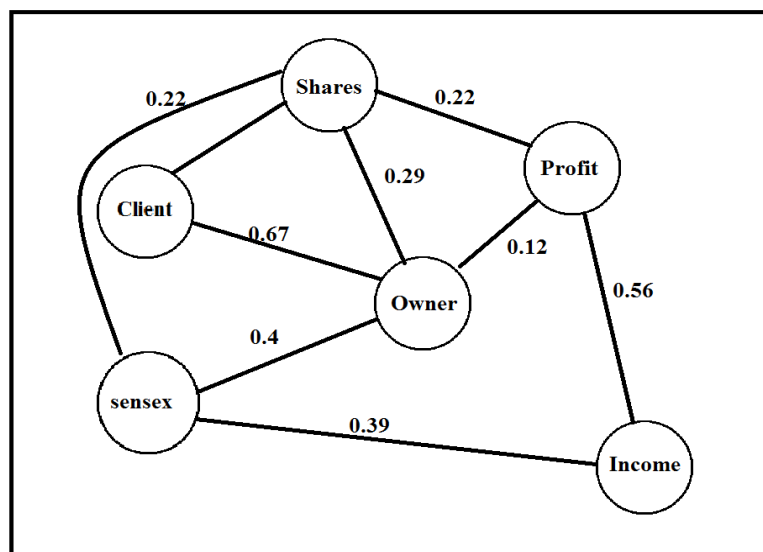 Shares
0.22
0.22
Profit
0.29
Client
0.67
0.12
Owner
0.56
0.4
sensex
0.39
Income